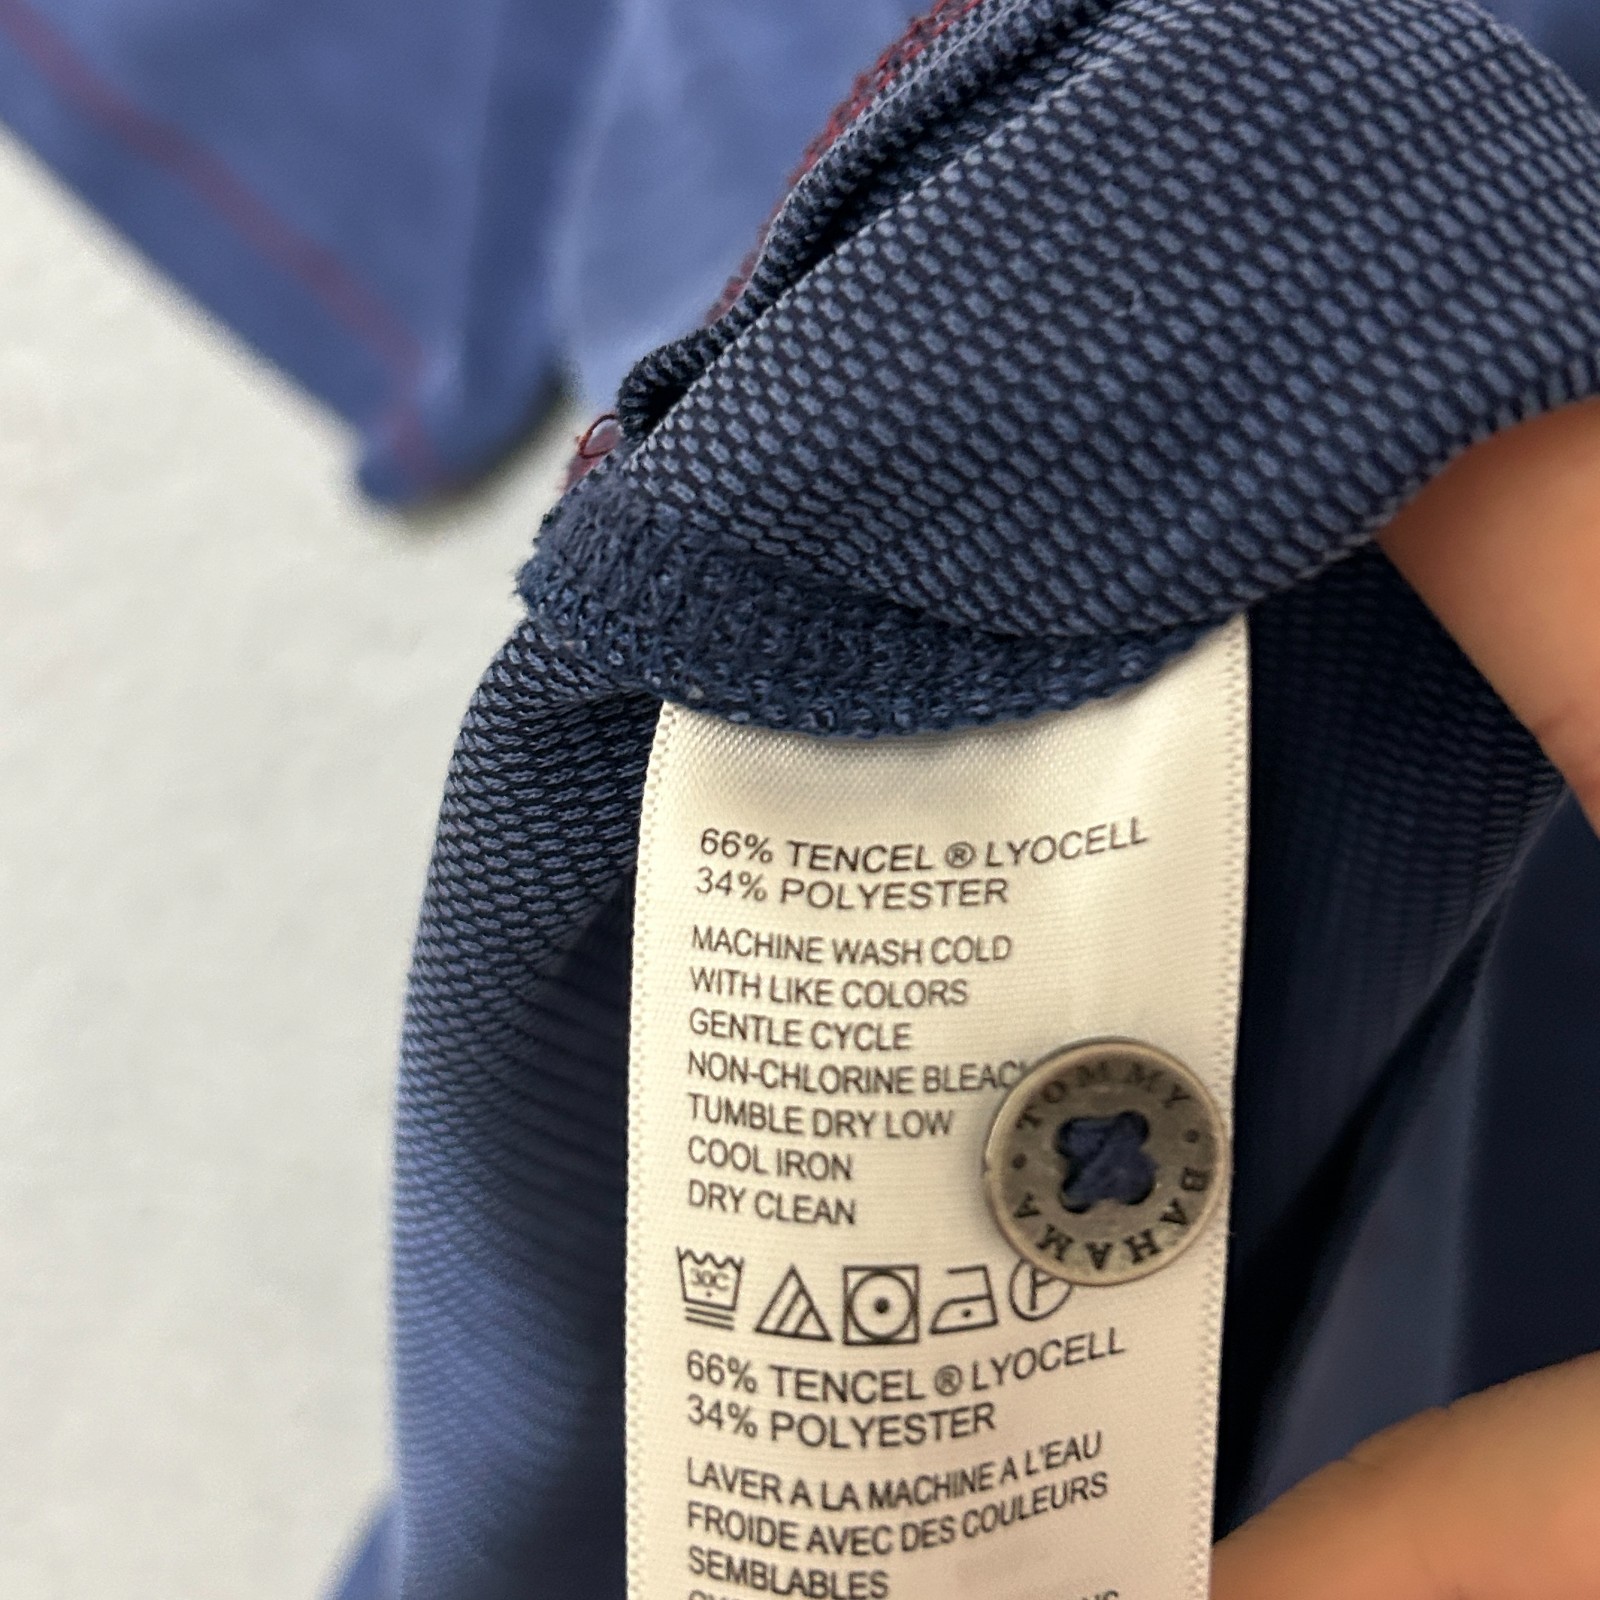 66% TENCEL ® LYOCELL
34% POLYESTER
MACHINE WASH COLD
WITH LIKE COLORS
GENTLE CYCLE
NON-CHLORINE BLEACH
TUMBLE DRY LOW
COOL IRON
DRY CLEAN
TOMMY • BAHAMA •
30C
P
66% TENCEL ® LYOCELL
34% POLYESTER
LAVER A LA MACHINE A L'EAU
FROIDE AVEC DES COULEURS
SEMBLABLES